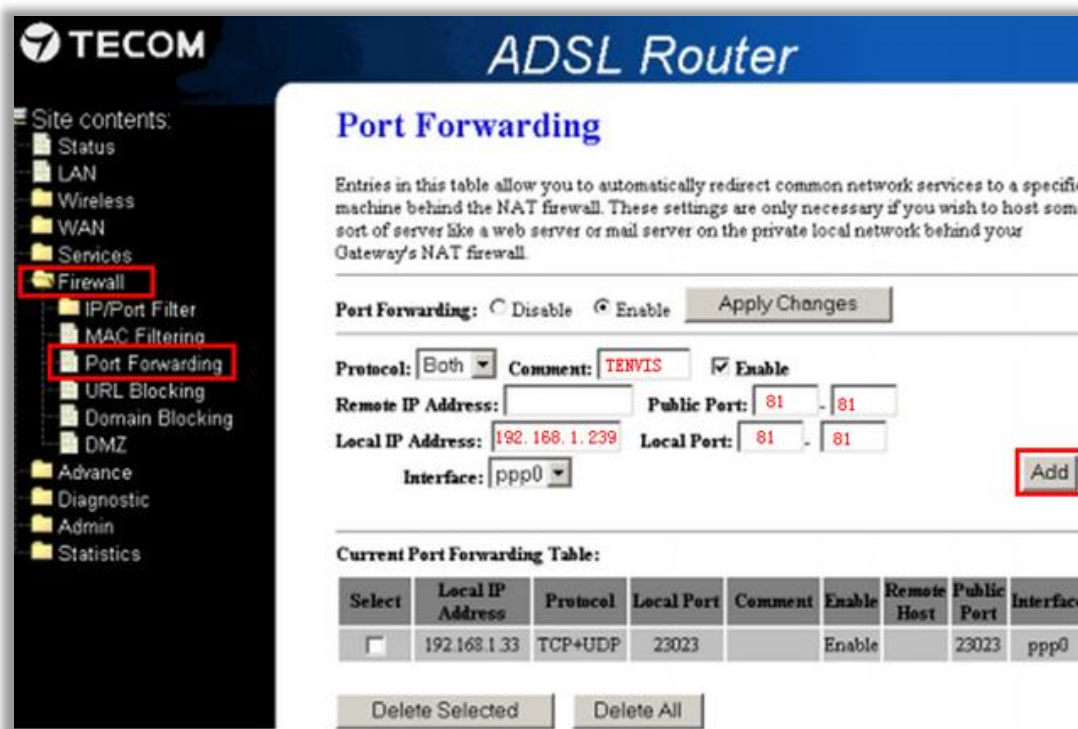 TECOM
ADSL Router
Site contents:
Status
LAN
Wireless
WAN
Services
Firewall
IP/Port Filter
MAC Filtering
Port Forwarding
URL Blocking
Domain Blocking
DMZ
Advance
Diagnostic
Admin
Statistics
Port Forwarding
Entries in this table allow you to automatically redirect common network services to a specific
machine behind the NAT firewall. These settings are only necessary if you wish to host som
sort of server like a web server or mail server on the private local network behind your
Gateway's NAT firewall.
Port Forwarding: Disable Enable Apply Changes
Protocol: Both Comment: TENVIS Enable
Remote IP Address: Public Port: 81 - 81
Local IP Address: 192.168.1.239 Local Port: 81 - 81
Interface: ppp0
Add
Current Port Forwarding Table:
Select Local IP Address Protocol Local Port Comment Enable Remote Host Public Port Interface
192.168.1.33 TCP+UDP 23023 Enable 23023 ppp0
Delete Selected Delete All